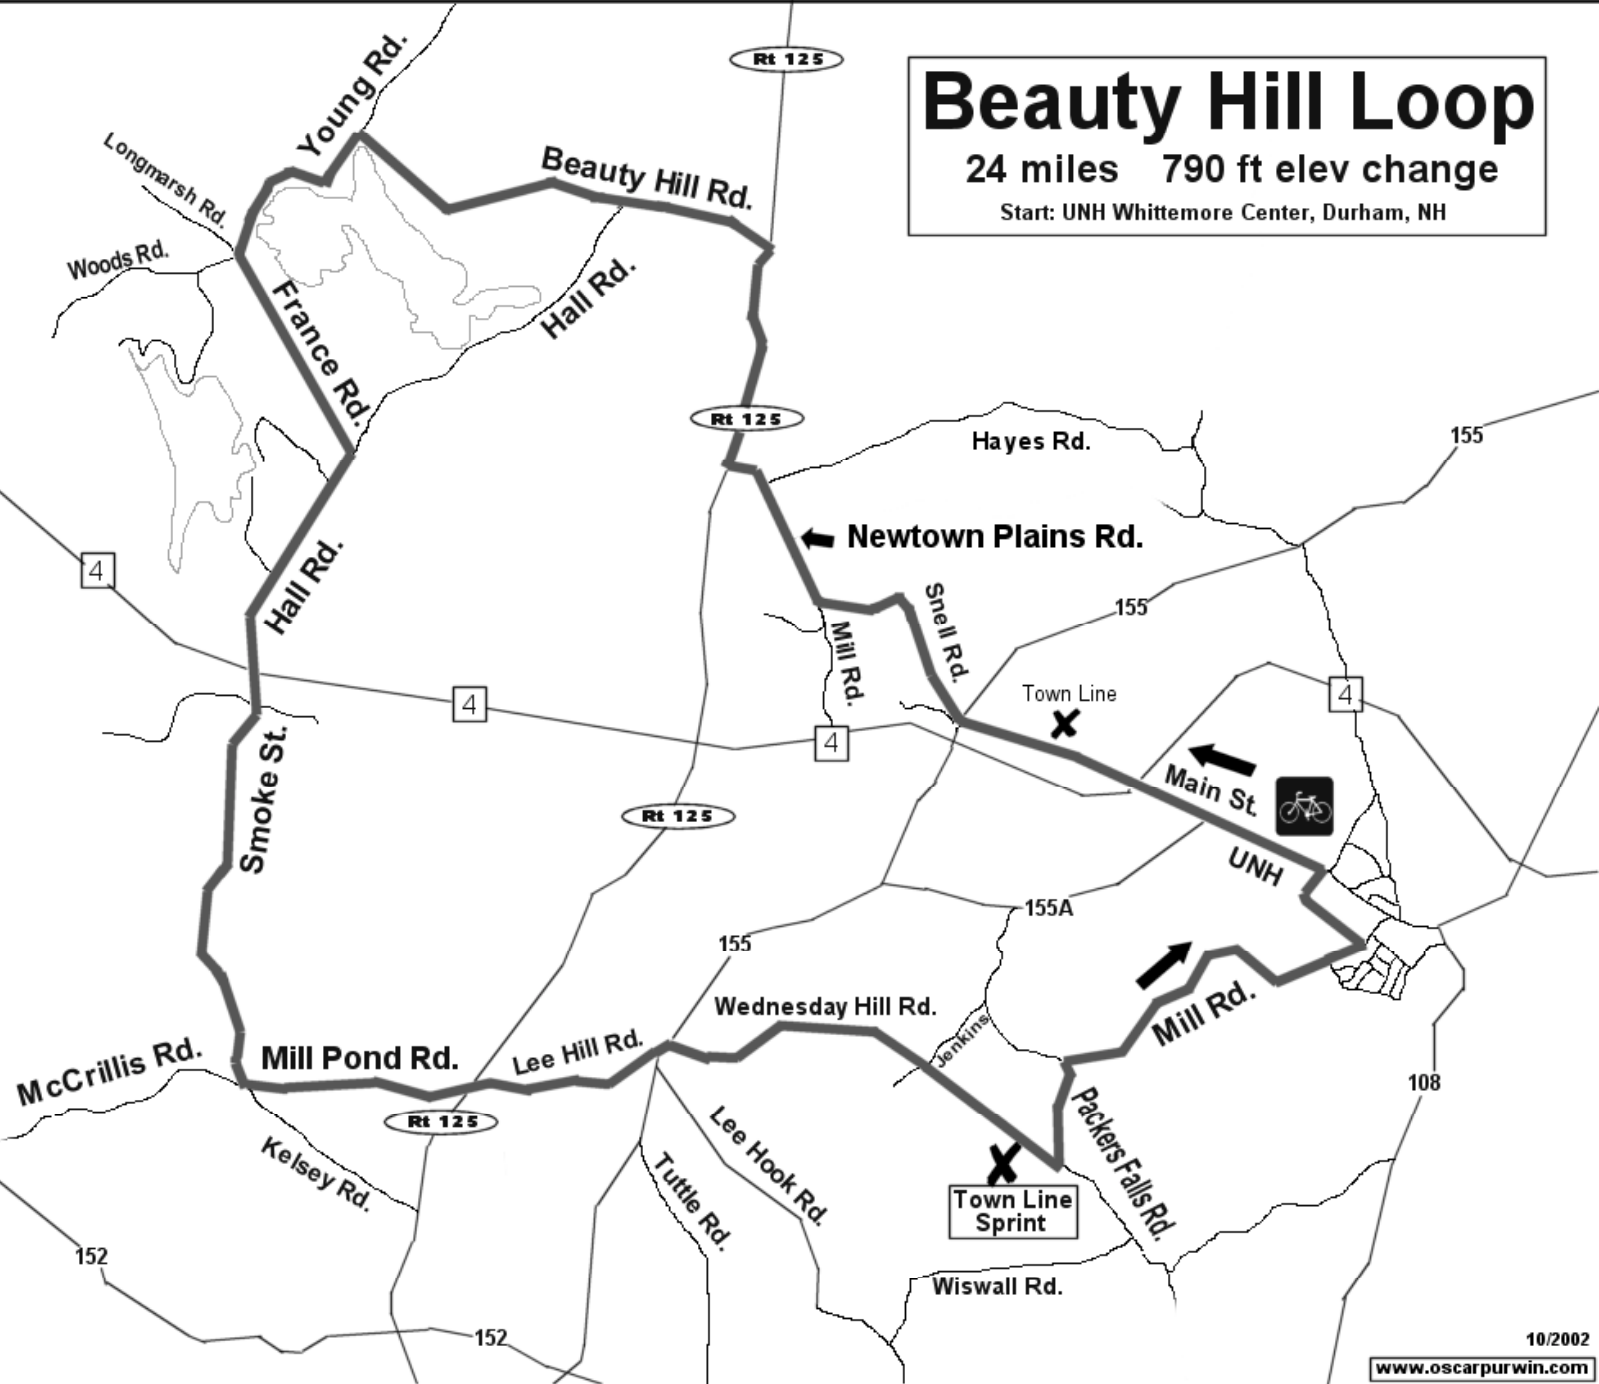 Beauty Hill Loop
24 miles 790 ft elev change
Start: UNH Whittemore Center, Durham, NH
Rt 125
Young Rd.
Longmarsh Rd.
Beauty Hill Rd.
Woods Rd.
Hall Rd.
France Rd.
Rt 125
Hayes Rd.
155
Newtown Plains Rd.
4
Hall Rd.
Snell Rd.
155
Mill Rd.
4
Town Line
4
4
Smoke St.
Main St.
Rt 125
UNH
155A
155
Wednesday Hill Rd.
Mill Rd.
Jenkins
Lee Hill Rd.
Mill Pond Rd.
McCrillis Rd.
108
Rt 125
Packers Falls Rd.
Lee Hook Rd.
Kelsey Rd.
Tuttle Rd.
Town Line
Sprint
152
Wiswall Rd.
152
10/2002
www.oscarpurwin.com